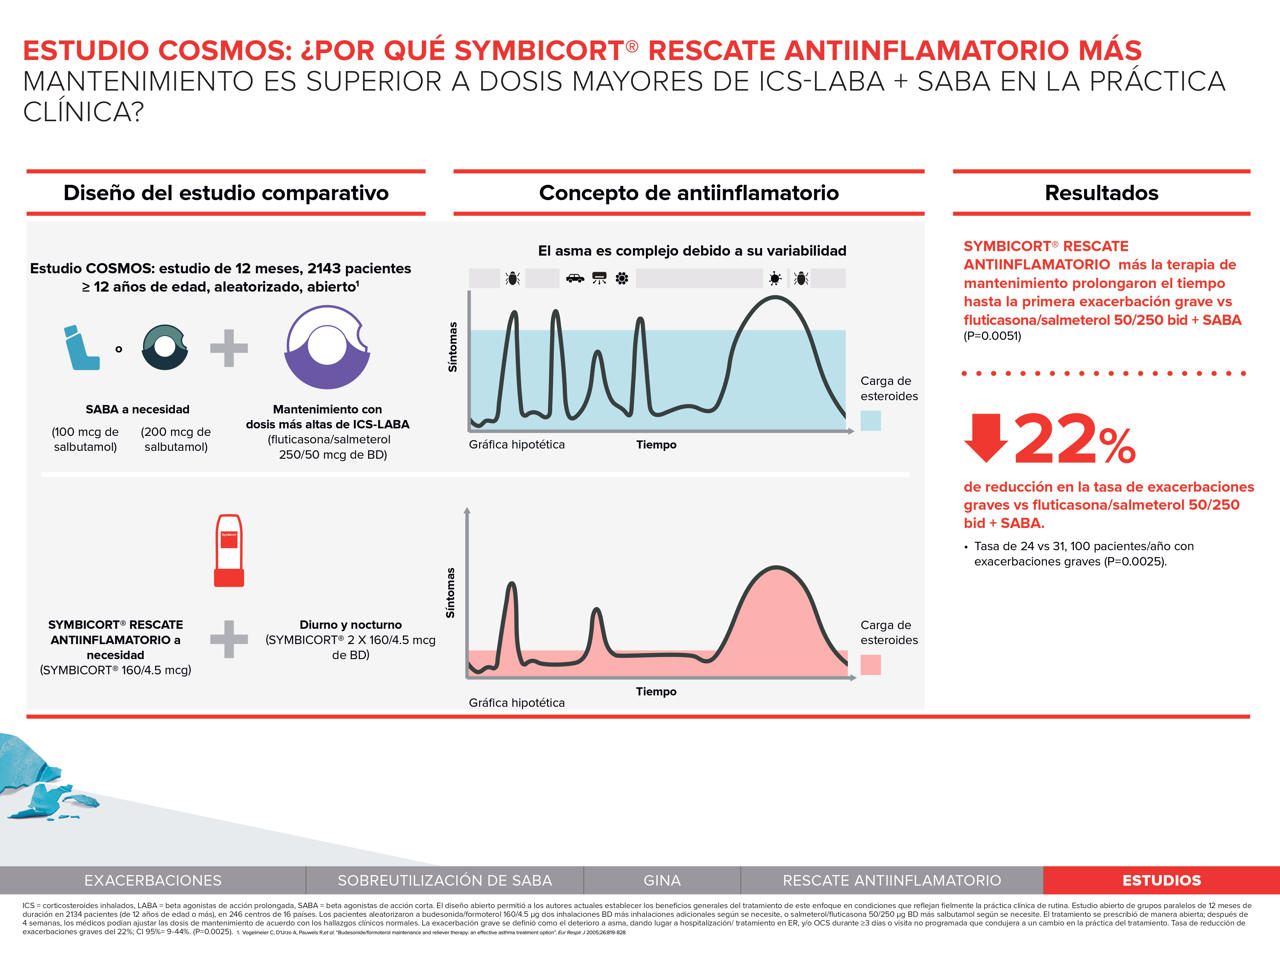 ESTUDIO COSMOS: ¿POR QUÉ SYMBICORT® RESCATE ANTIINFLAMATORIO MÁS
MANTENIMIENTO ES SUPERIOR A DOSIS MAYORES DE ICS-LABA + SABA EN LA PRÁCTICA
CLÍNICA?
Diseño del estudio comparativo
Estudio COSMOS: estudio de 12 meses, 2143 pacientes
≥ 12 años de edad, aleatorizado, abierto¹
o
SABA a necesidad
(100 mcg de
salbutamol)
(200 mcg de
salbutamol)
Mantenimiento con
dosis más altas de ICS-LABA
(fluticasona/salmeterol
250/50 mcg de BD)
Symbicort
SYMBICORT® RESCATE
ANTIINFLAMATORIO a
necesidad
(SYMBICORT® 160/4.5 mcg)
Diurno y nocturno
(SYMBICORT® 2 X 160/4.5 mcg
de BD)
Concepto de antiinflamatorio
El asma es complejo debido a su variabilidad
Síntomas
Carga de
esteroides
Gráfica hipotética
Tiempo
Síntomas
Carga de
esteroides
Tiempo
Gráfica hipotética
Resultados
SYMBICORT® RESCATE
ANTIINFLAMATORIO más la terapia de
mantenimiento prolongaron el tiempo
hasta la primera exacerbación grave vs
fluticasona/salmeterol 50/250 bid + SABA
(P=0.0051)
22%
de reducción en la tasa de exacerbaciones
graves vs fluticasona/salmeterol 50/250
bid + SABA.
• Tasa de 24 vs 31, 100 pacientes/año con
exacerbaciones graves (P=0.0025).
EXACERBACIONES
SOBREUTILIZACIÓN DE SABA
GINA
RESCATE ANTIINFLAMATORIO
ESTUDIOS
ICS = corticosteroides inhalados, LABA = beta agonistas de acción prolongada, SABA = beta agonistas de acción corta. El diseño abierto permitió a los autores actuales establecer los beneficios generales del tratamiento de este enfoque en condiciones que reflejan fielmente la práctica clínica de rutina. Estudio abierto de grupos paralelos de 12 meses de
duración en 2134 pacientes (de 12 años de edad o más), en 246 centros de 16 países. Los pacientes aleatorizaron a budesonida/formoterol 160/4.5 µg dos inhalaciones BD más inhalaciones adicionales según se necesite, o salmeterol/fluticasona 50/250 µg BD más salbutamol según se necesite. El tratamiento se prescribió de manera abierta; después de
4 semanas, los médicos podían ajustar las dosis de mantenimiento de acuerdo con los hallazgos clínicos normales. La exacerbación grave se definió como el deterioro a asma, dando lugar a hospitalización/ tratamiento en ER, y/o OCS durante ≥3 días o visita no programada que condujera a un cambio en la práctica del tratamiento. Tasa de reducción de
exacerbaciones graves del 22%; CI 95%= 9-44%. (P=0.0025). 1. Vogelmeier C, D'Urzo A, Pauwels R,et al. "Budesonide/formoterol maintenance and reliever therapy: an effective asthma treatment option". Eur Respir J 2005;26:819-828